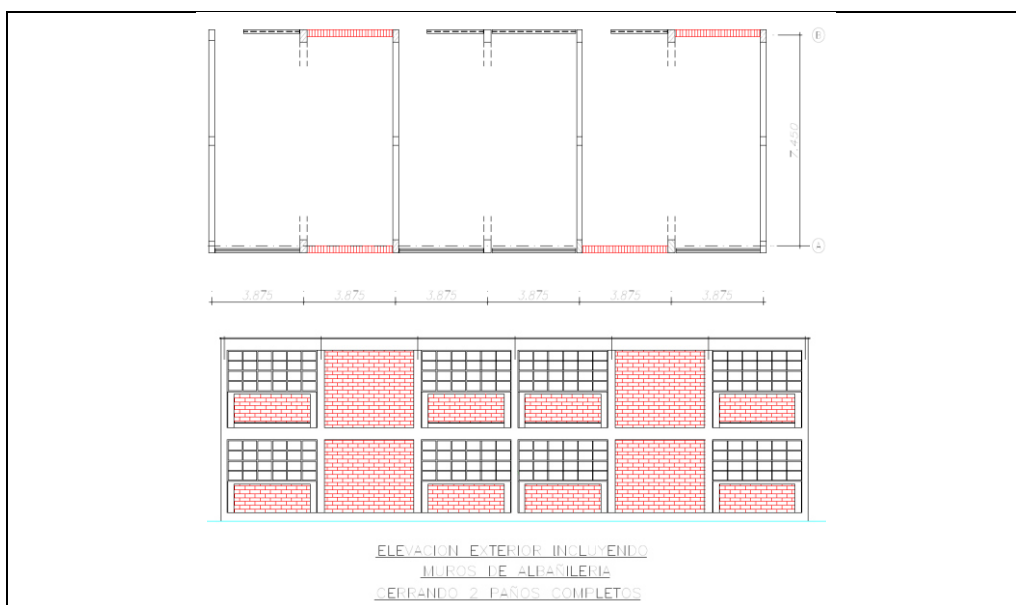 B
7.450
A
3.875 3.875 3.875 3.875 3.875 3.875
ELEVACION EXTERIOR INCLUYENDO
MUROS DE ALBAÑILERIA
CERRANDO 2 PAÑOS COMPLETOS